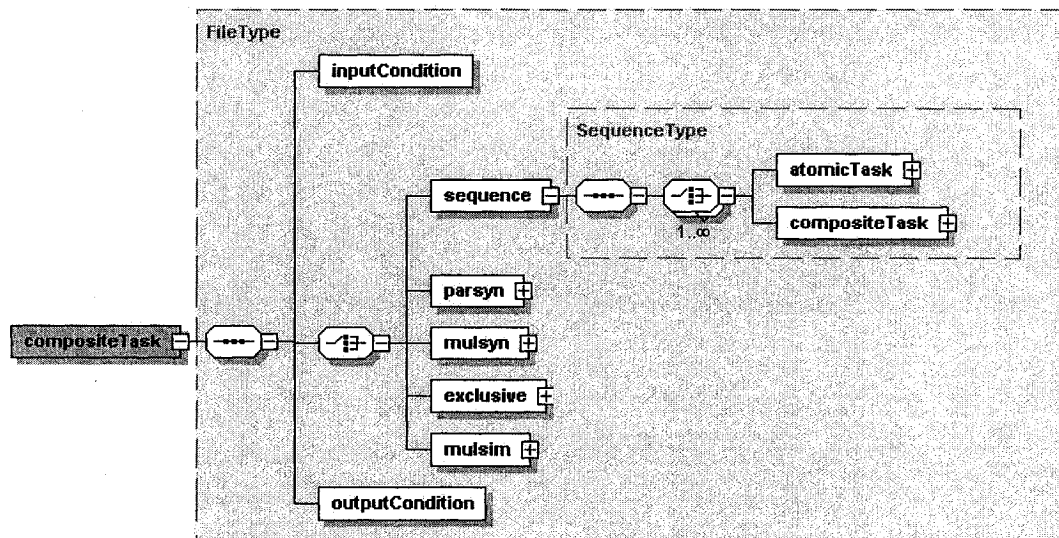 FileType
inputCondition
SequenceType
atomicTask
sequence
1..∞
compositeTask
parsyn
compositeTask
mulsyn
exclusive
mulsim
outputCondition